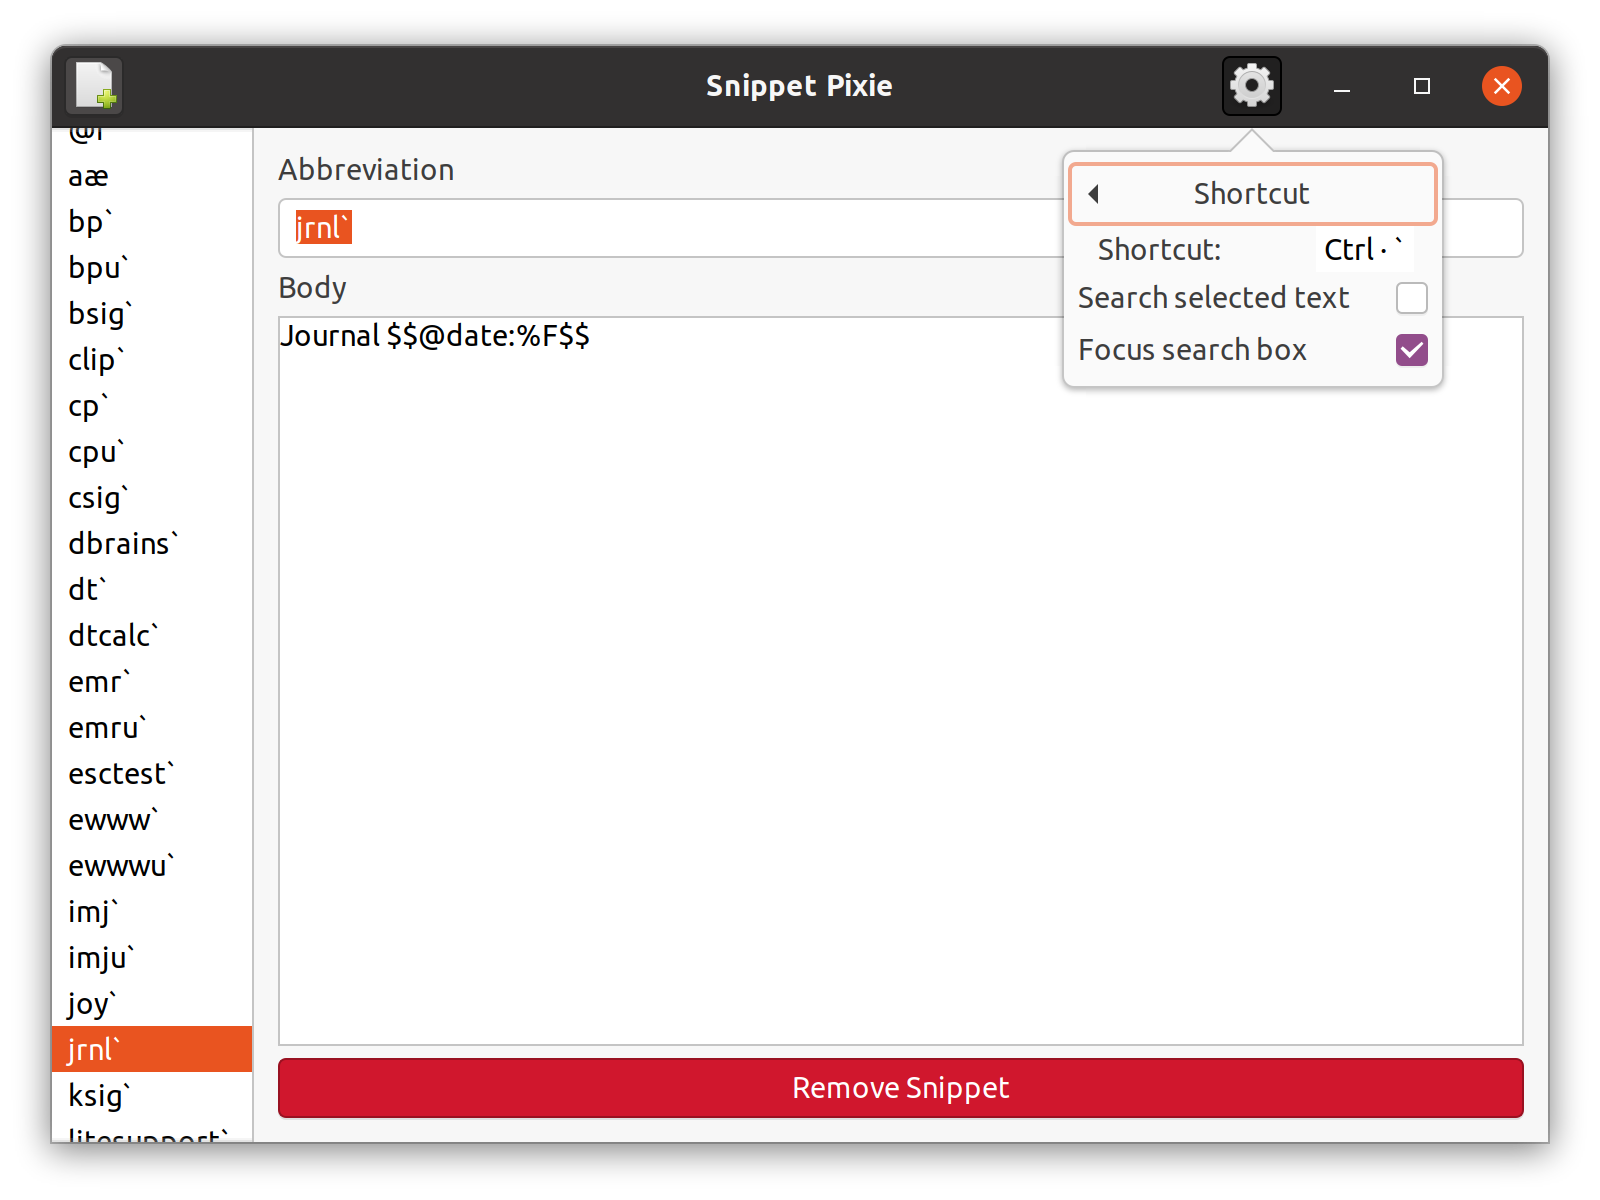 Snippet Pixie
aæ
bp`
bpu`
bsig`
clip`
cp`
cpu`
csig`
dbrains`
dt`
dtcalc`
emr`
emru`
esctest`
ewww`
ewwwu`
imj`
imju`
joy`
jrnl`
ksig`
litesupport`
Abbreviation
jrnl`
Body
Journal $$@date:%F$$
Shortcut
Shortcut: Ctrl · `
Search selected text
Focus search box
Remove Snippet